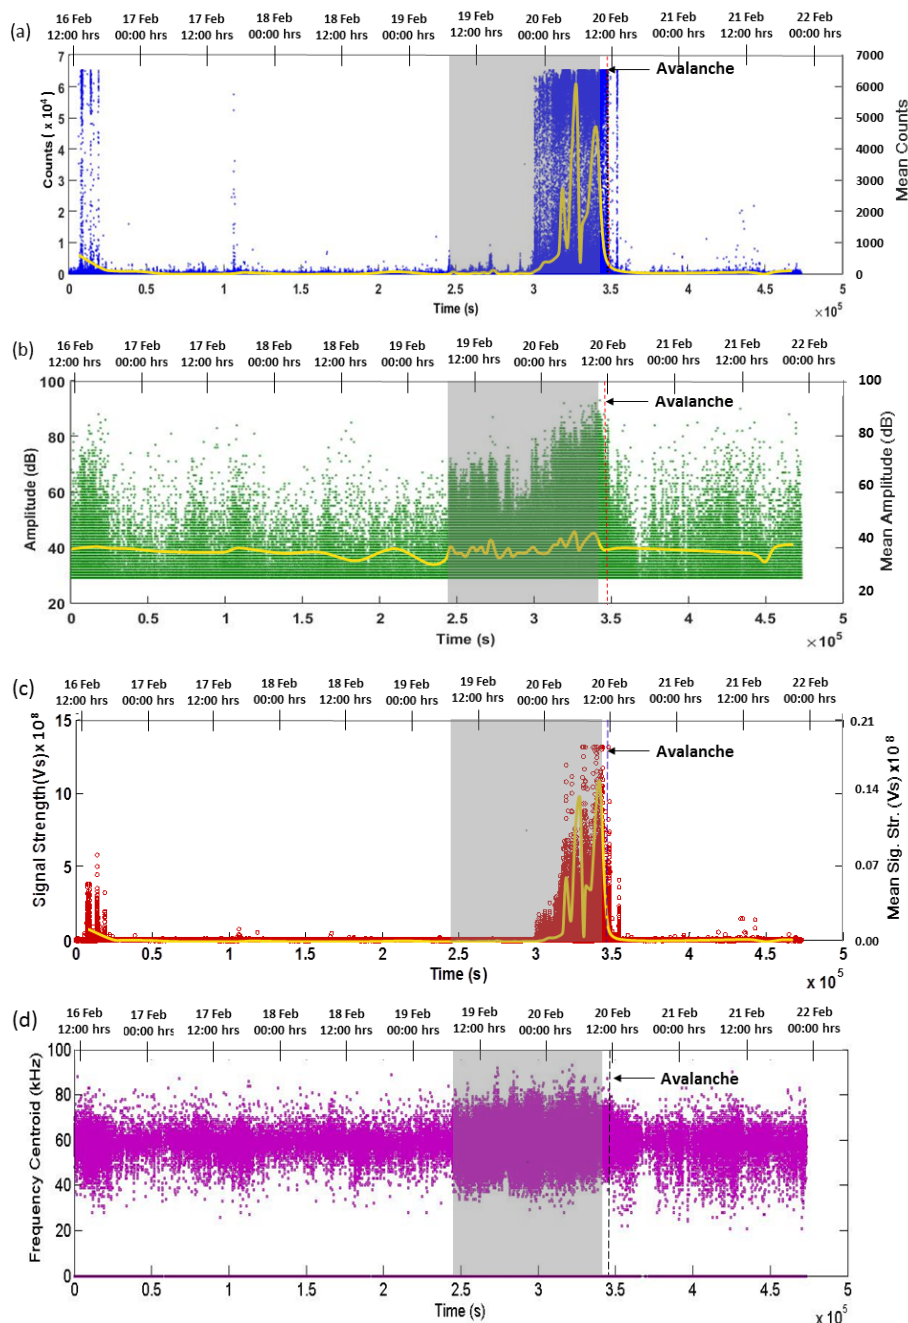 (a)
16 Feb 17 Feb 17 Feb 18 Feb 18 Feb 19 Feb 19 Feb 20 Feb 20 Feb 21 Feb 21 Feb 22 Feb
12:00 hrs 00:00 hrs 12:00 hrs 00:00 hrs 12:00 hrs 00:00 hrs 12:00 hrs 00:00 hrs 12:00 hrs 00:00 hrs 12:00 hrs 00:00 hrs
Counts ( x 10⁴)
7
6
5
4
3
2
1
0
Avalanche
7000
6000
5000
4000
3000
2000
1000
0
Mean Counts
0 0.5 1 1.5 2 2.5 3 3.5 4 4.5 5
Time (s)
×10⁵
(b)
16 Feb 17 Feb 17 Feb 18 Feb 18 Feb 19 Feb 19 Feb 20 Feb 20 Feb 21 Feb 21 Feb 22 Feb
12:00 hrs 00:00 hrs 12:00 hrs 00:00 hrs 12:00 hrs 00:00 hrs 12:00 hrs 00:00 hrs 12:00 hrs 00:00 hrs 12:00 hrs 00:00 hrs
Amplitude (dB)
100
80
60
40
20
Avalanche
100
80
60
40
20
Mean Amplitude (dB)
0 0.5 1 1.5 2 2.5 3 3.5 4 4.5 5
Time (s)
×10⁵
(c)
16 Feb 17 Feb 17 Feb 18 Feb 18 Feb 19 Feb 19 Feb 20 Feb 20 Feb 21 Feb 21 Feb 22 Feb
12:00 hrs 00:00 hrs 12:00 hrs 00:00 hrs 12:00 hrs 00:00 hrs 12:00 hrs 00:00 hrs 12:00 hrs 00:00 hrs 12:00 hrs 00:00 hrs
Signal Strength(Vs)x 10⁸
15
10
5
0
Avalanche
0.21
0.14
0.07
0.00
Mean Sig. Str. (Vs) x10⁸
0 0.5 1 1.5 2 2.5 3 3.5 4 4.5 5
Time (s)
x 10⁵
(d)
16 Feb 17 Feb 17 Feb 18 Feb 18 Feb 19 Feb 19 Feb 20 Feb 20 Feb 21 Feb 21 Feb 22 Feb
12:00 hrs 00:00 hrs 12:00 hrs 00:00 hrs 12:00 hrs 00:00 hrs 12:00 hrs 00:00 hrs 12:00 hrs 00:00 hrs 12:00 hrs 00:00 hrs
Frequency Centroid (kHz)
100
80
60
40
20
0
Avalanche
0 0.5 1 1.5 2 2.5 3 3.5 4 4.5 5
Time (s)
x 10⁵